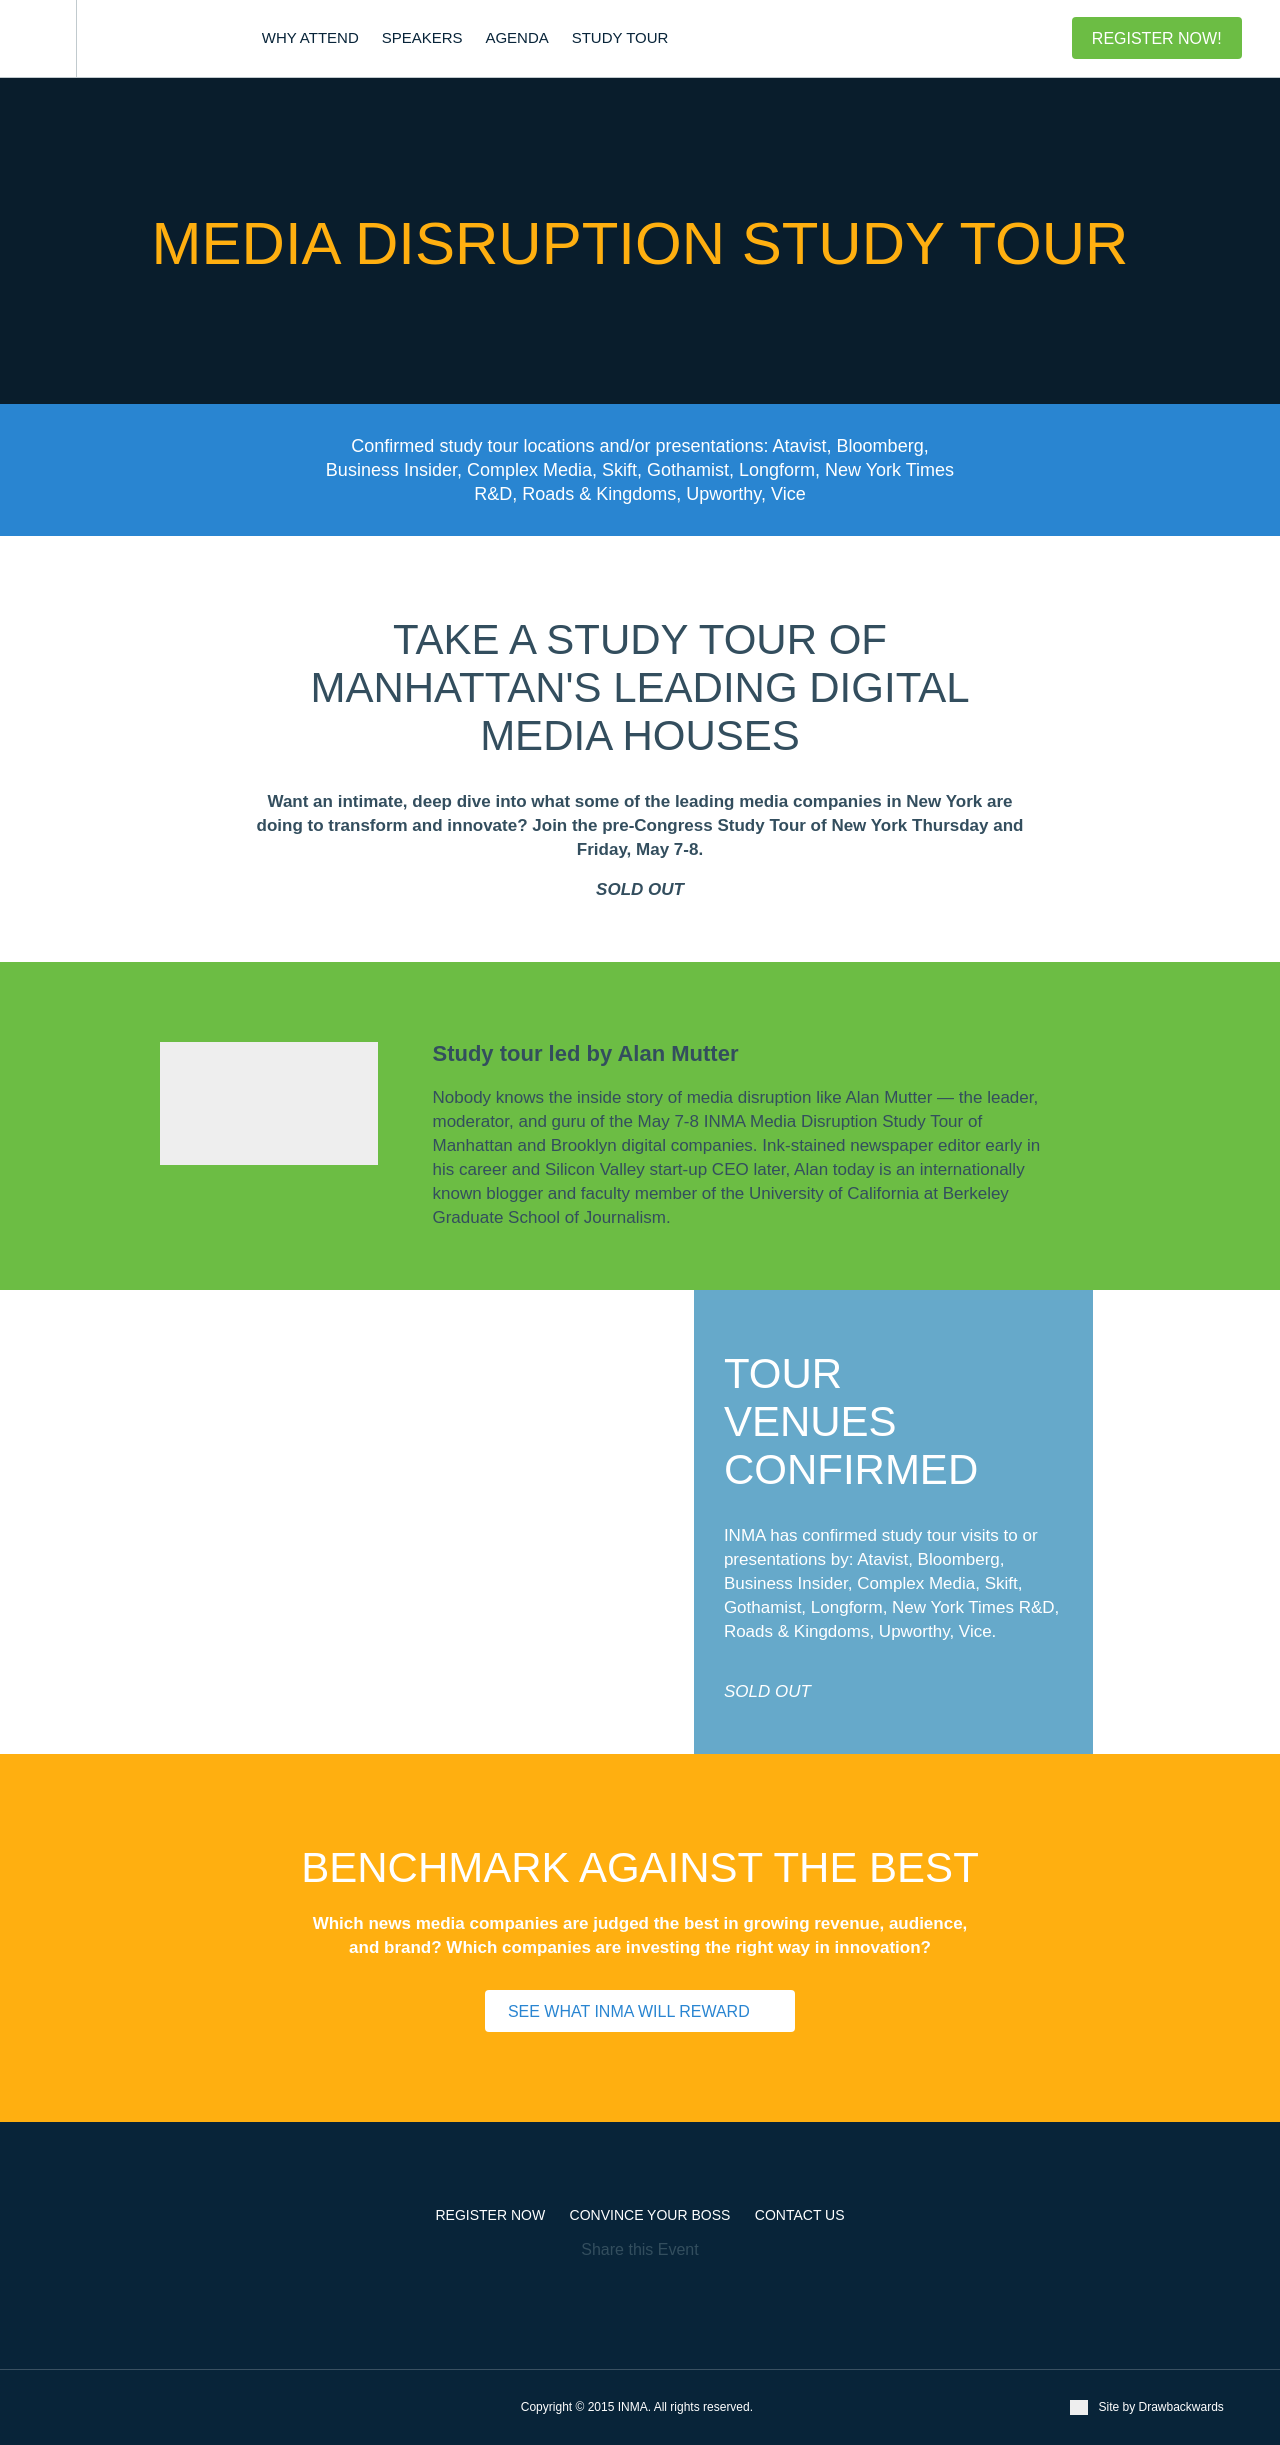 WHY ATTEND SPEAKERS AGENDA STUDY TOUR REGISTER NOW!
MEDIA DISRUPTION STUDY TOUR
Confirmed study tour locations and/or presentations: Atavist, Bloomberg,
Business Insider, Complex Media, Skift, Gothamist, Longform, New York Times
R&D, Roads & Kingdoms, Upworthy, Vice
TAKE A STUDY TOUR OF
MANHATTAN'S LEADING DIGITAL
MEDIA HOUSES
Want an intimate, deep dive into what some of the leading media companies in New York are
doing to transform and innovate? Join the pre-Congress Study Tour of New York Thursday and
Friday, May 7-8.
SOLD OUT
Study tour led by Alan Mutter
Nobody knows the inside story of media disruption like Alan Mutter — the leader,
moderator, and guru of the May 7-8 INMA Media Disruption Study Tour of
Manhattan and Brooklyn digital companies. Ink-stained newspaper editor early in
his career and Silicon Valley start-up CEO later, Alan today is an internationally
known blogger and faculty member of the University of California at Berkeley
Graduate School of Journalism.
TOUR
VENUES
CONFIRMED
INMA has confirmed study tour visits to or
presentations by: Atavist, Bloomberg,
Business Insider, Complex Media, Skift,
Gothamist, Longform, New York Times R&D,
Roads & Kingdoms, Upworthy, Vice.
SOLD OUT
BENCHMARK AGAINST THE BEST
Which news media companies are judged the best in growing revenue, audience,
and brand? Which companies are investing the right way in innovation?
SEE WHAT INMA WILL REWARD
REGISTER NOW CONVINCE YOUR BOSS CONTACT US
Share this Event
Copyright © 2015 INMA. All rights reserved. Site by Drawbackwards